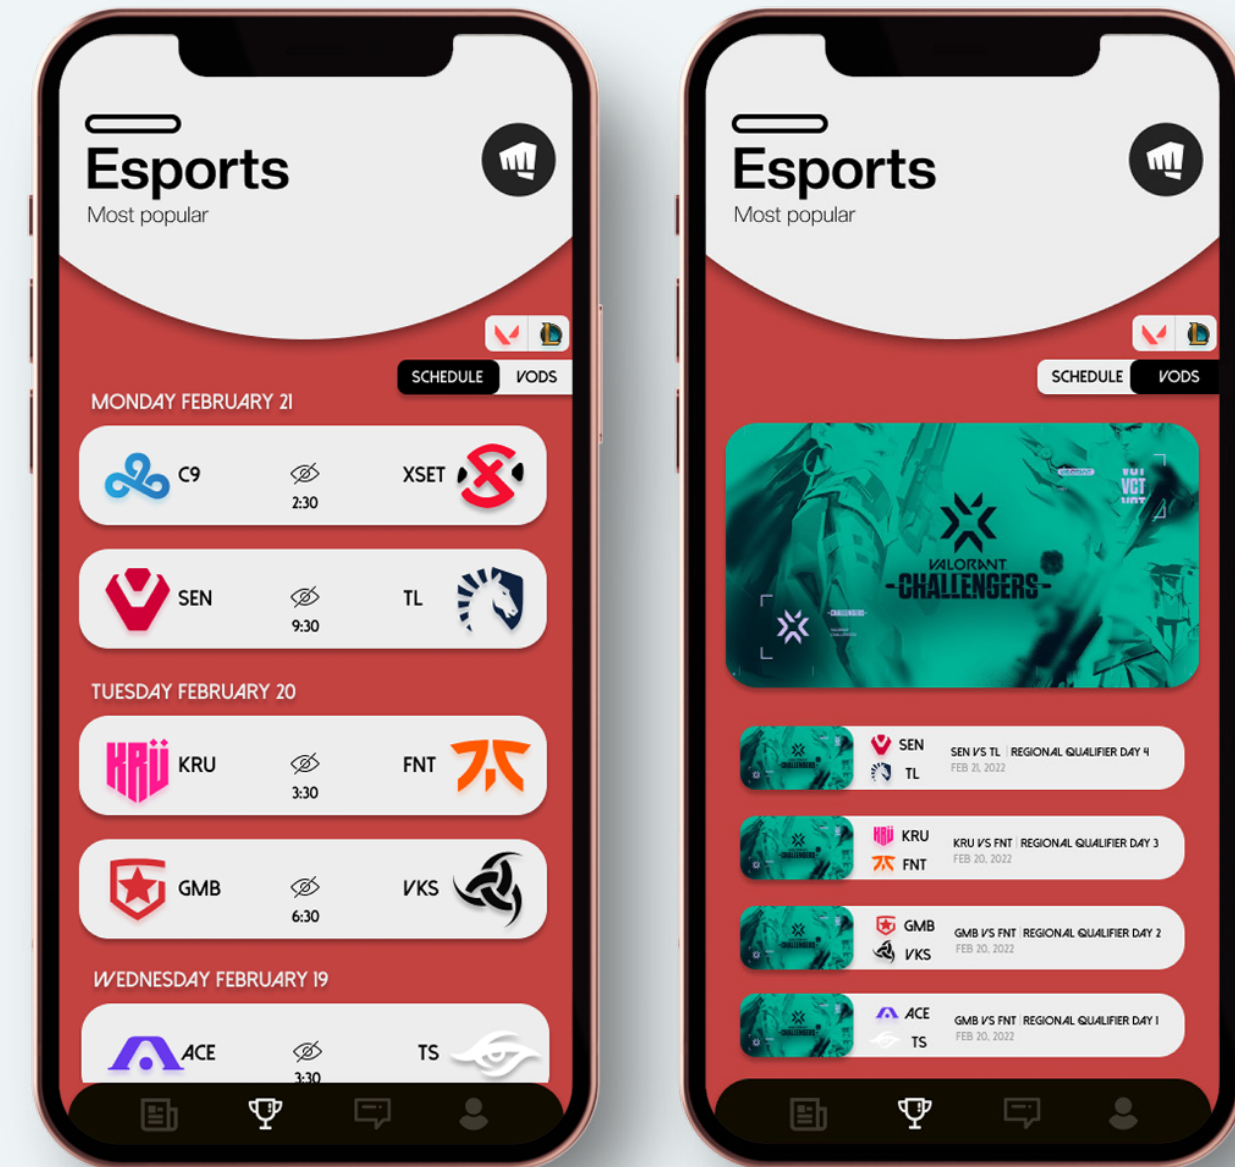 Esports
Most popular
SCHEDULE VODS
MONDAY FEBRUARY 21
C9 2:30 XSET
SEN 9:30 TL
TUESDAY FEBRUARY 20
KRU 3:30 FNT
GMB 6:30 VKS
WEDNESDAY FEBRUARY 19
ACE 3:30 TS
Esports
Most popular
SCHEDULE VODS
VCT
VALORANT
CHALLENGERS
SEN
TL
SEN VS TL | REGIONAL QUALIFIER DAY 4
FEB 21, 2022
KRU
FNT
KRU VS FNT | REGIONAL QUALIFIER DAY 3
FEB 20, 2022
GMB
VKS
GMB VS FNT | REGIONAL QUALIFIER DAY 2
FEB 20, 2022
ACE
TS
GMB VS FNT | REGIONAL QUALIFIER DAY 1
FEB 20, 2022